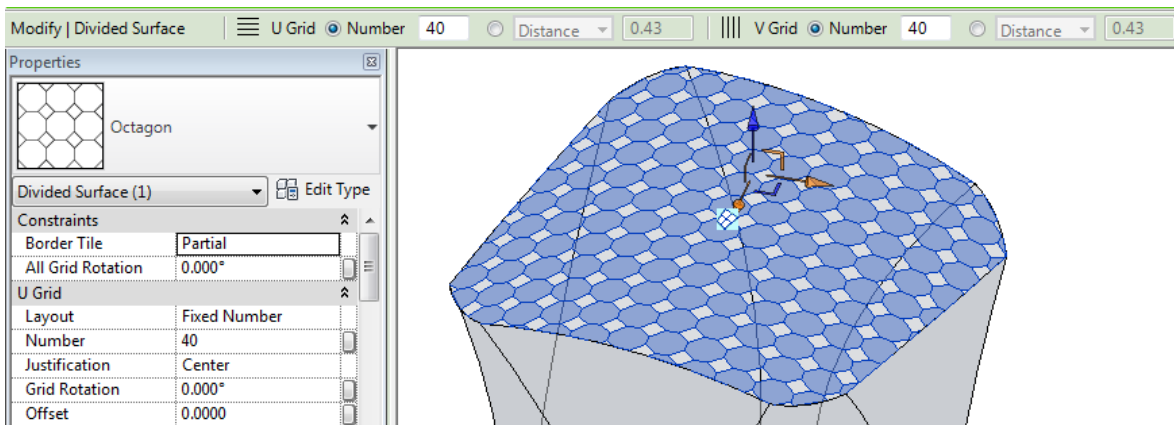 Modify | Divided Surface U Grid Number 40 Distance 0.43 V Grid Number 40 Distance 0.43
Properties
Octagon
Divided Surface (1) Edit Type
Constraints
Border Tile Partial
All Grid Rotation 0.000°
U Grid
Layout Fixed Number
Number 40
Justification Center
Grid Rotation 0.000°
Offset 0.0000